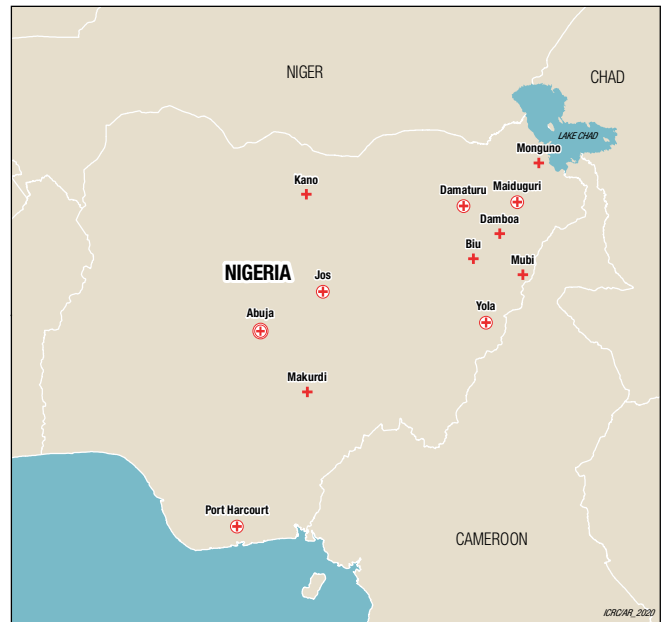 NIGER
CHAD
LAKE CHAD
Monguno
Kano
Damaturu
Maiduguri
Damboa
Biu
Mubi
NIGERIA
Jos
Abuja
Yola
Makurdi
Port Harcourt
CAMEROON
ICRC/AR_2020